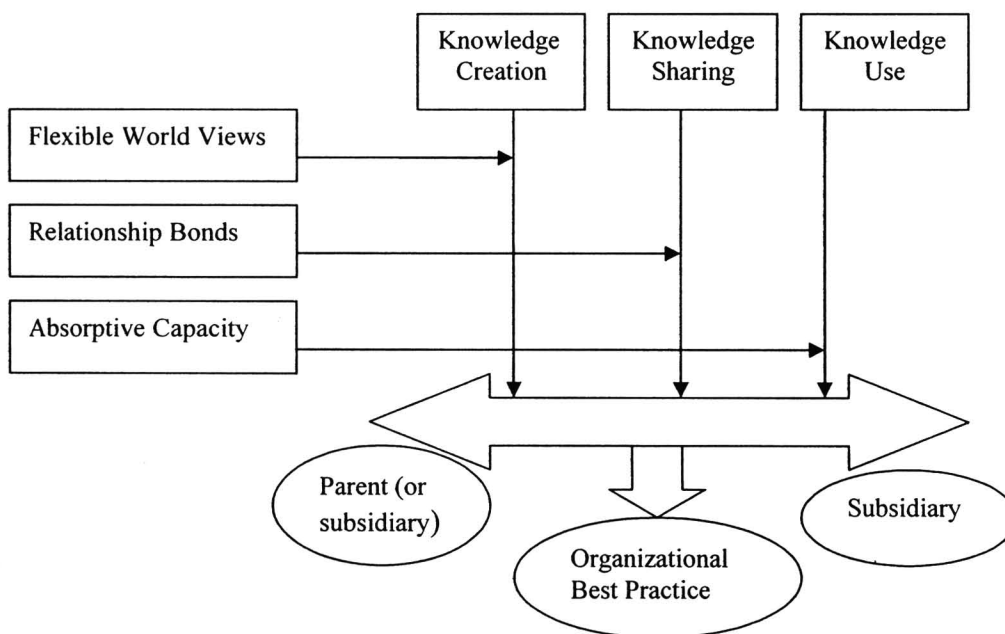 Knowledge
Creation
Knowledge
Sharing
Knowledge
Use
Flexible World Views
Relationship Bonds
Absorptive Capacity
Parent (or
subsidiary)
Subsidiary
Organizational
Best Practice